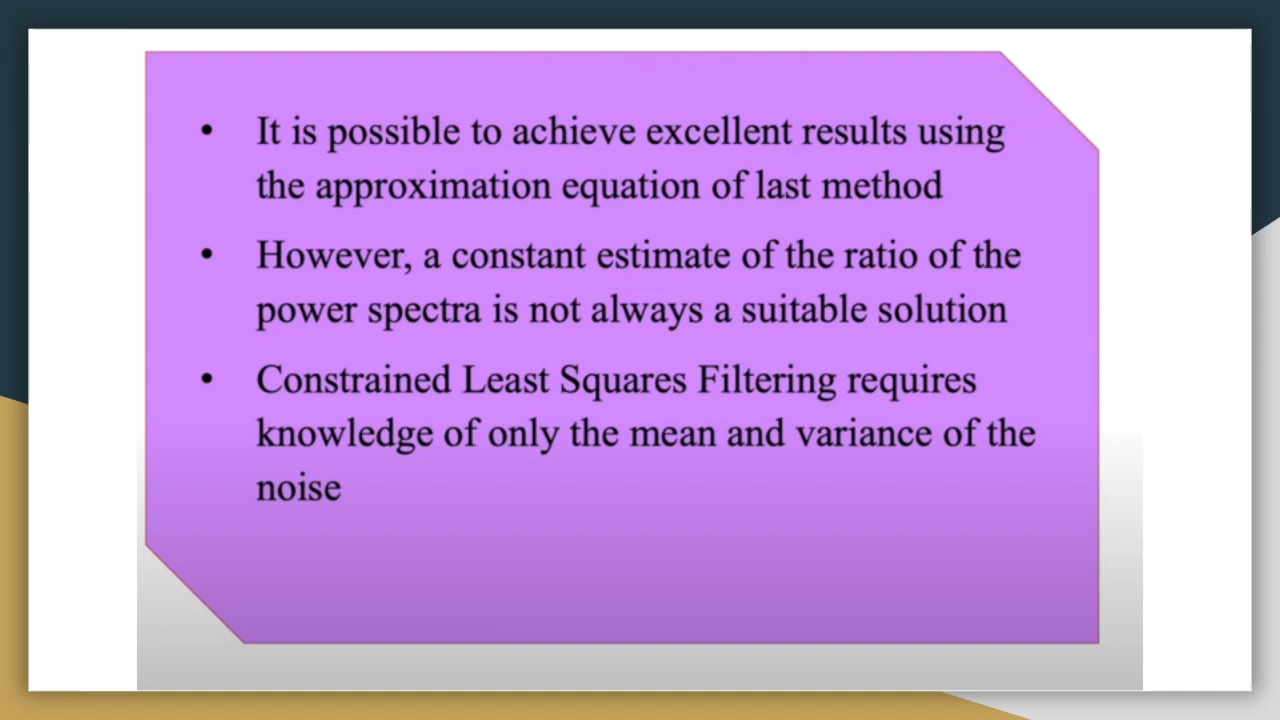 • It is possible to achieve excellent results using
the approximation equation of last method
• However, a constant estimate of the ratio of the
power spectra is not always a suitable solution
• Constrained Least Squares Filtering requires
knowledge of only the mean and variance of the
noise